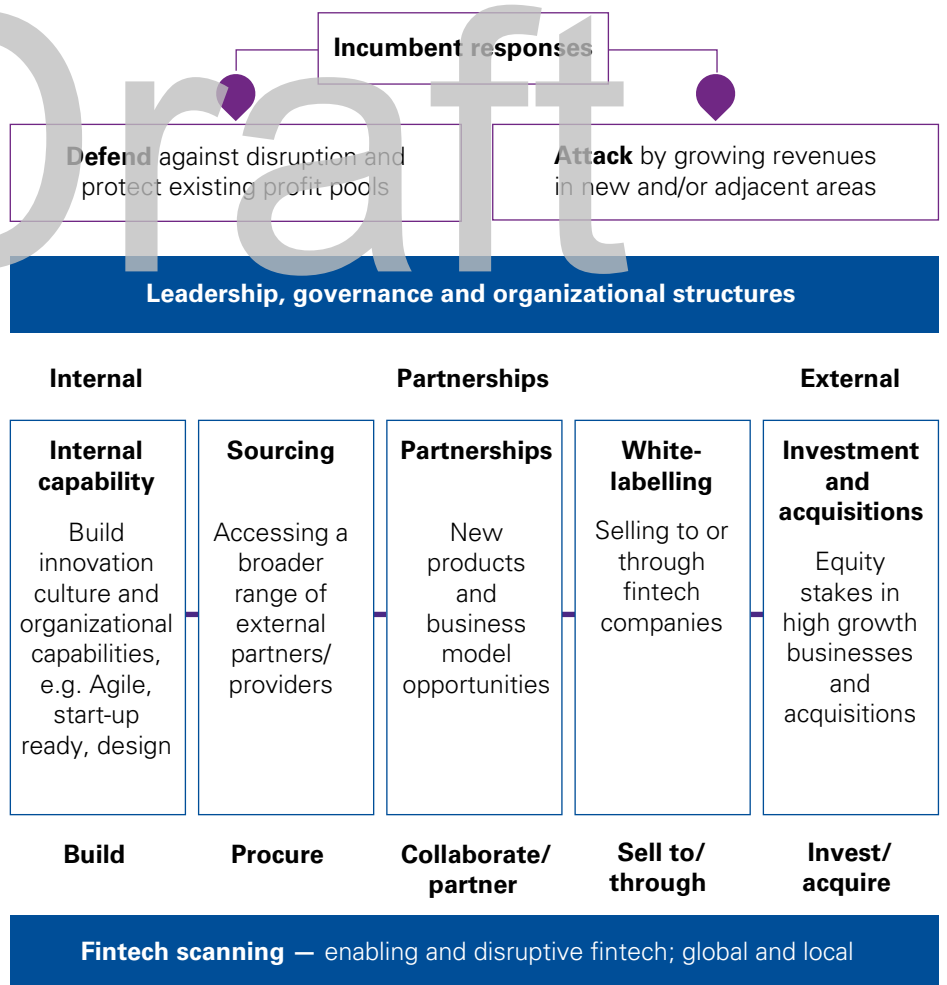 Draft
Incumbent responses
Defend against disruption and
protect existing profit pools
Attack by growing revenues
in new and/or adjacent areas
Leadership, governance and organizational structures
Internal
Partnerships
External
Internal
capability
Build
innovation
culture and
organizational
capabilities,
e.g. Agile,
start-up
ready, design
Sourcing
Accessing a
broader
range of
external
partners/
providers
Partnerships
New
products
and
business
model
opportunities
White-
labelling
Selling to or
through
fintech
companies
Investment
and
acquisitions
Equity
stakes in
high growth
businesses
and
acquisitions
Build
Procure
Collaborate/
partner
Sell to/
through
Invest/
acquire
Fintech scanning — enabling and disruptive fintech; global and local